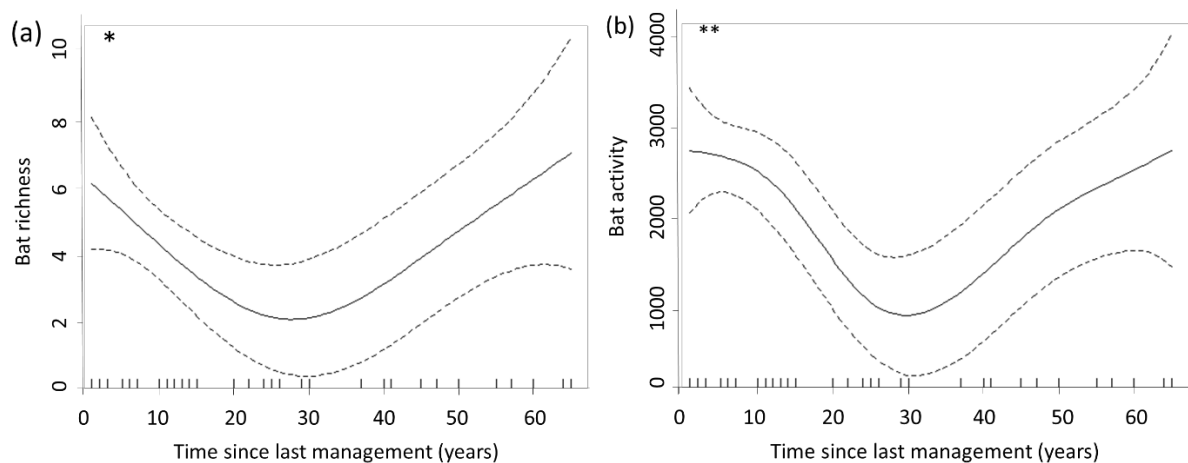 (a)
*
Bat richness
10
8
6
4
2
0
0 10 20 30 40 50 60
Time since last management (years)
(b)
**
Bat activity
4000
3000
2000
1000
0
0 10 20 30 40 50 60
Time since last management (years)